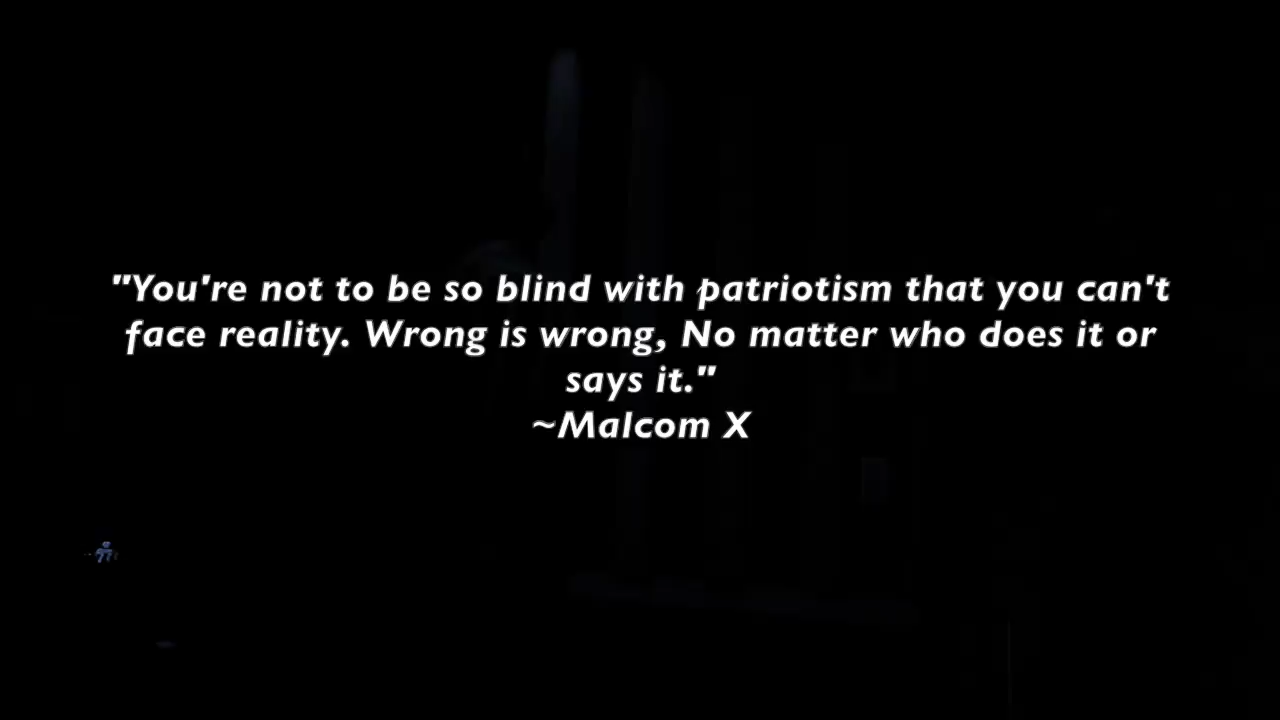 "You're not to be so blind with patriotism that you can't
face reality. Wrong is wrong, No matter who does it or
says it."
~Malcom X